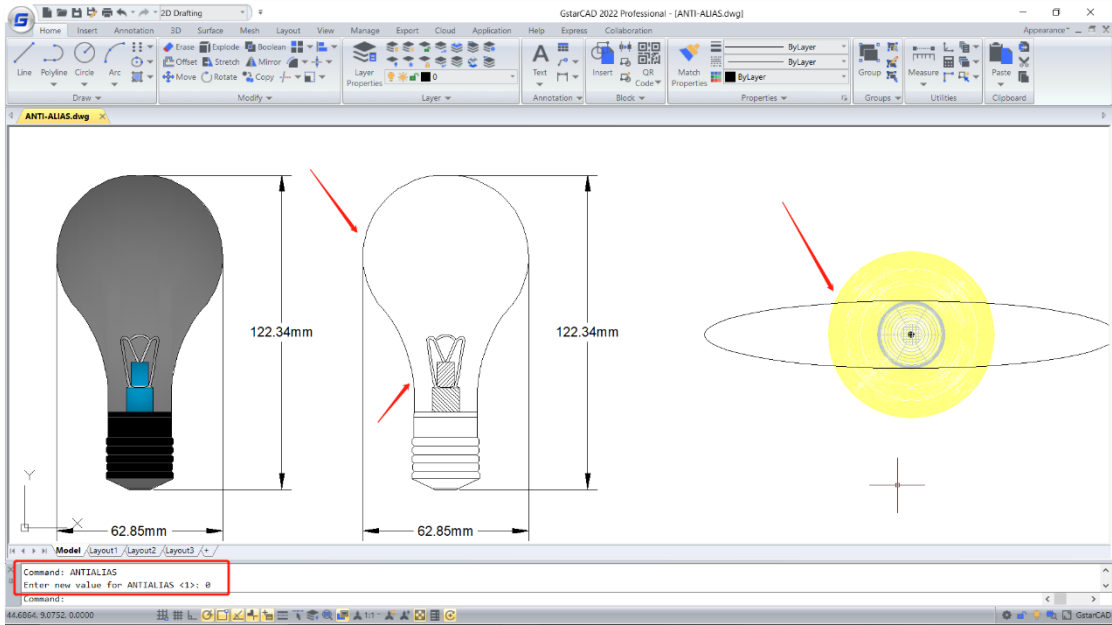 2D Drafting
GstarCAD 2022 Professional - [ANTI-ALIAS.dwg]
Home Insert Annotation 3D Surface Mesh Layout View Manage Export Cloud Application Help Express Collaboration Appearance
Line Polyline Circle Arc
Erase Explode Boolean
Offset Stretch Mirror
Move Rotate Copy
Layer Properties
0
Text
Insert
QR Code
Match Properties
ByLayer
ByLayer
ByLayer
Group
Measure
Paste
Draw Modify Layer Annotation Block Properties Groups Utilities Clipboard
ANTI-ALIAS.dwg
122.34mm
122.34mm
Y
X
62.85mm
62.85mm
Model Layout1 Layout2 Layout3 +
Command: ANTIALIAS
Enter new value for ANTIALIAS <1>: 0
Command:
44.6864, 9.0752, 0.0000
1:1
GstarCAD